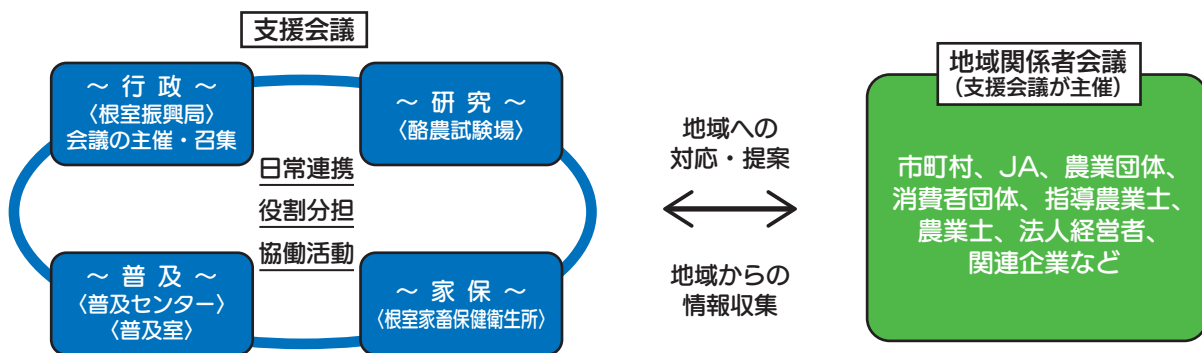 支援会議
～ 行 政 ～
〈根室振興局〉
会議の主催・召集
～ 研 究 ～
〈酪農試験場〉
日常連携
役割分担
協働活動
～ 普 及 ～
〈普及センター〉
〈普及室〉
～ 家 保 ～
〈根室家畜保健衛生所〉
地域への
対応・提案
地域からの
情報収集
地域関係者会議
（支援会議が主催）
市町村、JA、農業団体、
消費者団体、指導農業士、
農業士、法人経営者、
関連企業など